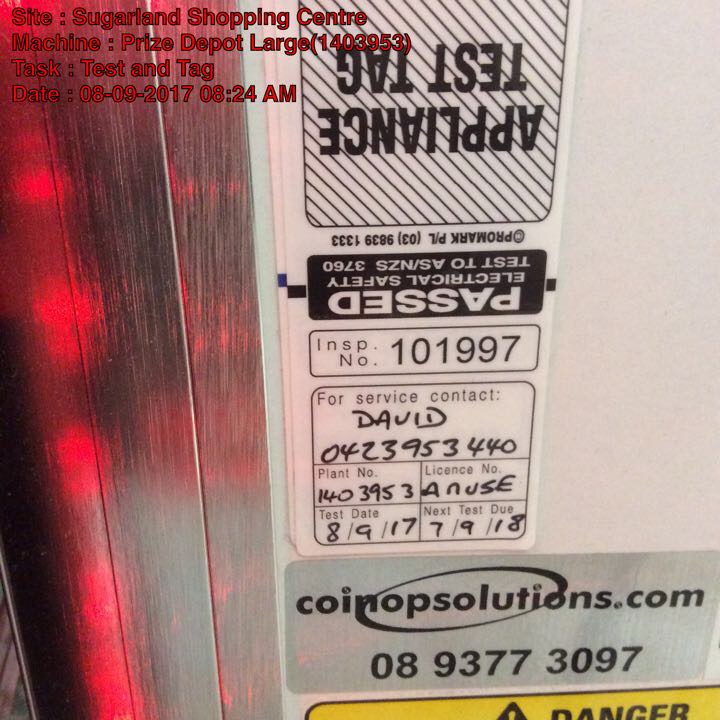 Site : Sugarland Shopping Centre
Machine : Prize Depot Large(1403953)
Task : Test and Tag
Date : 08-09-2017 08:24 AM
APPLIANCE
TEST TAG
©PROMARK P/L (03) 9839 1333
PASSED
ELECTRICAL SAFETY
TEST TO AS/NZS 3760
Insp. No. 101997
For service contact:
DAVID
0423953440
Plant No. Licence No.
1403953 AMUSE
Test Date Next Test Due
8/9/17 7/9/18
coinopsolutions.com
08 9377 3097
DANGER